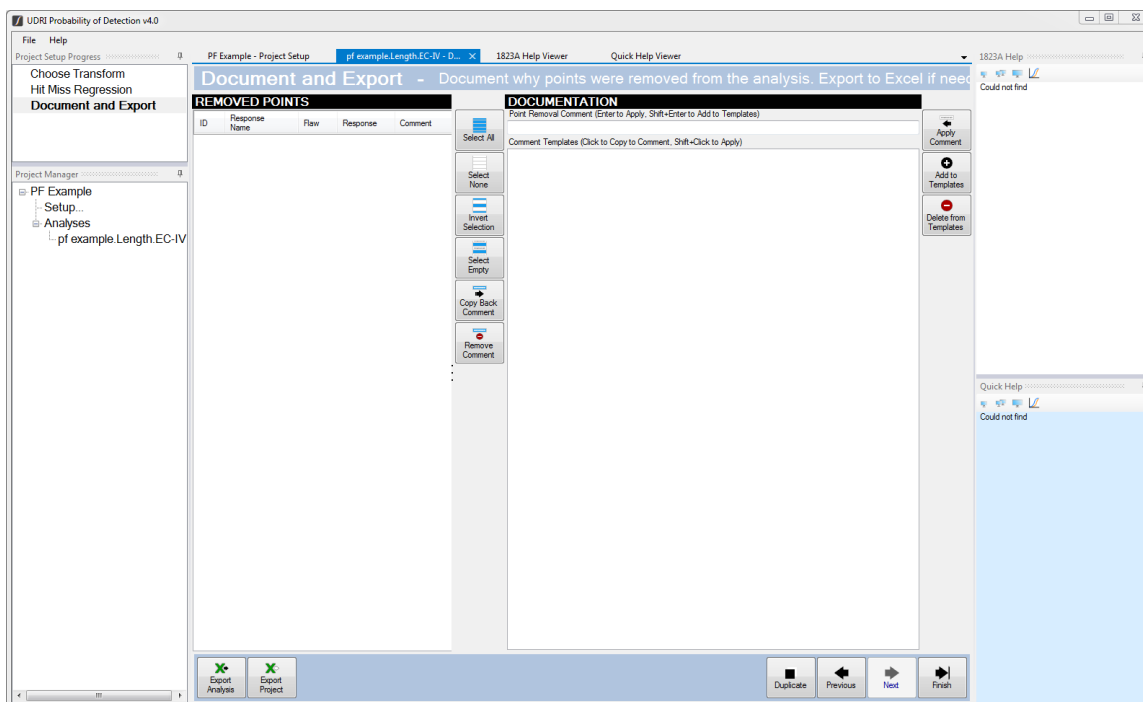 UDRI Probability of Detection v4.0
File Help
Project Setup Progress
Choose Transform
Hit Miss Regression
Document and Export
Project Manager
PF Example
Setup...
Analyses
pf example.Length.EC-IV
PF Example - Project Setup
pf example.Length.EC-IV - D...
1823A Help Viewer
Quick Help Viewer
Document and Export - Document why points were removed from the analysis. Export to Excel if need
REMOVED POINTS
ID Response Name Flaw Response Comment
Select All
Select None
Invert Selection
Select Empty
Copy Back Comment
Remove Comment
DOCUMENTATION
Point Removal Comment (Enter to Apply, Shift+Enter to Add to Templates)
Comment Templates (Click to Copy to Comment, Shift+Click to Apply)
Apply Comment
Add to Templates
Delete from Templates
Export Analysis
Export Project
Duplicate
Previous
Next
Finish
1823A Help
Could not find
Quick Help
Could not find